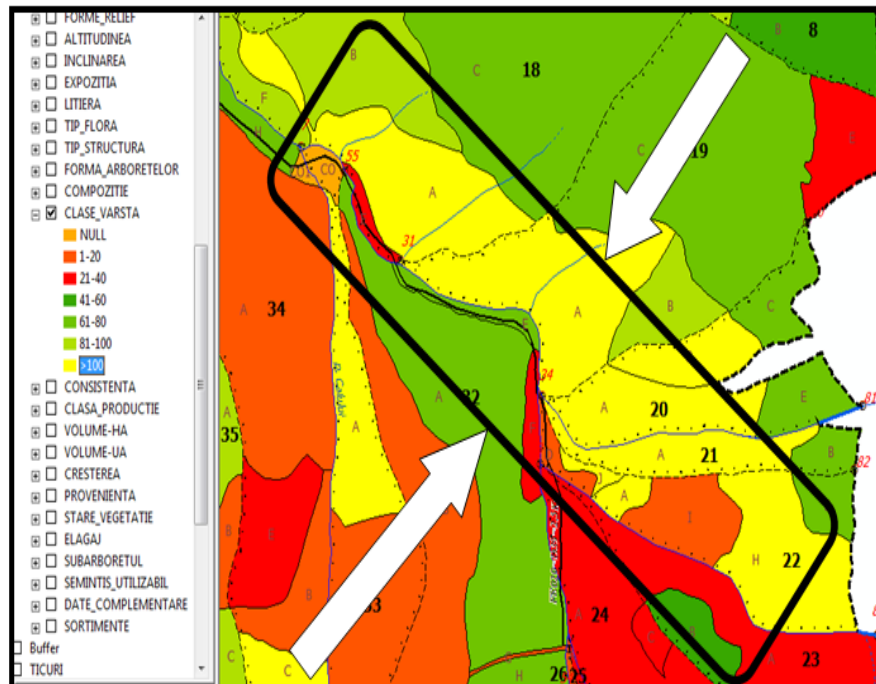 FORME_RELIEF
ALTITUDINEA
INCLINAREA
EXPOZITIA
LITIERA
TIP_FLORA
TIP_STRUCTURA
FORMA_ARBORETELOR
COMPOZITIE
CLASE_VARSTA
NULL
1-20
21-40
41-60
61-80
81-100
>100
CONSISTENTA
CLASA_PRODUCTIE
VOLUME-HA
VOLUME-UA
CRESTEREA
PROVENIENTA
STARE_VEGETATIE
ELAGAJ
SUBARBORETUL
SEMINTIS_UTILIZABIL
DATE_COMPLEMENTARE
SORTIMENTE
Buffer
TICURI
B
8
B
C
18
F
H
E
C
19
55
CO
A
31
A
B
C
34
A
E
A
A
20
E
81
35
A
A
A
21
B
82
B
E
A
I
H
22
B
24
A
C
23
C
C
H
26
25